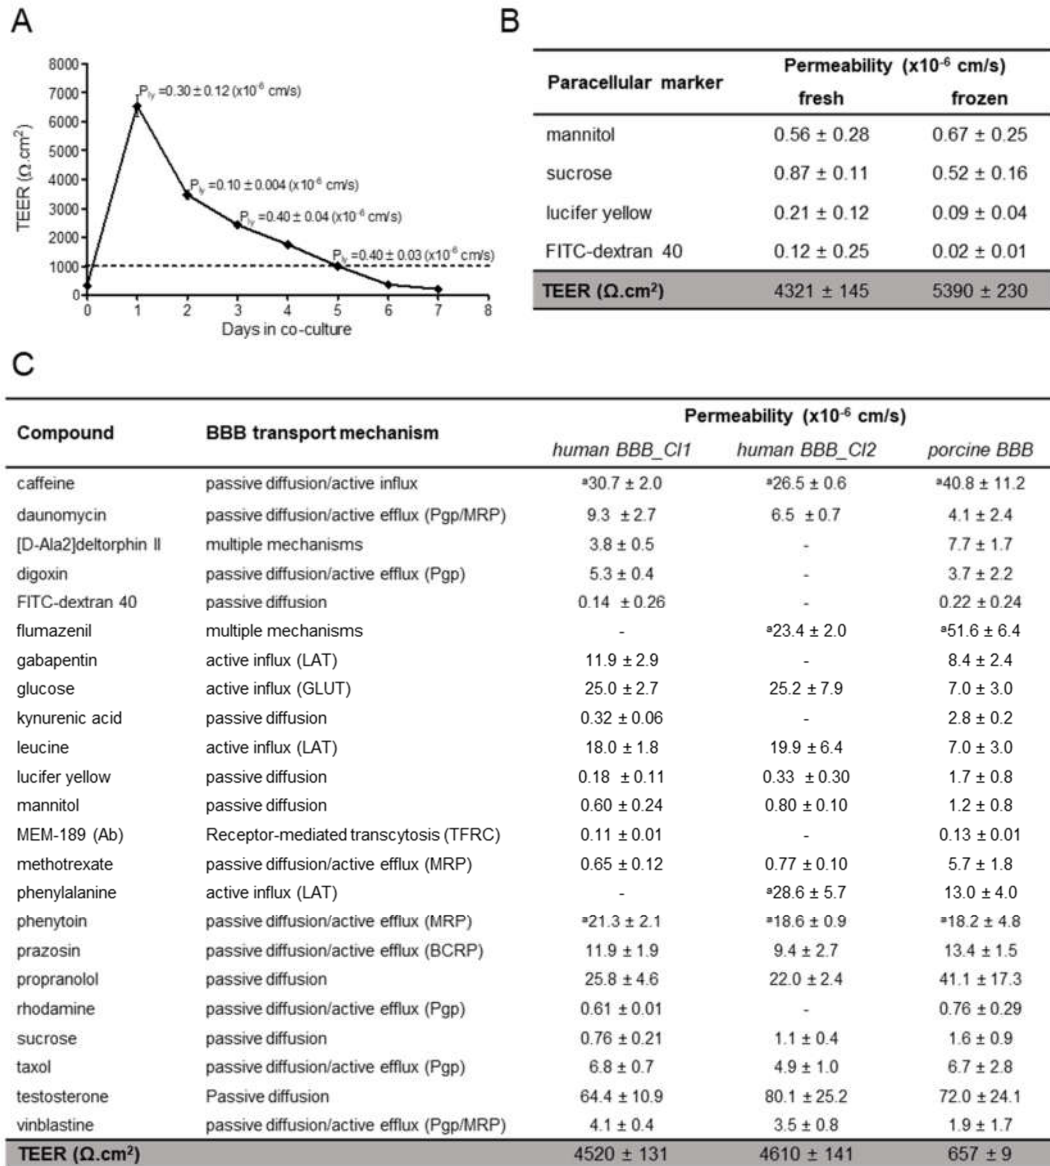 A
8000
7000
6000
5000
4000
3000
2000
1000
0
TEER (Ω.cm²)
P_ly =0.30 ± 0.12 (x10⁻⁶ cm/s)
P_ly =0.10 ± 0.004 (x10⁻⁶ cm/s)
P_ly =0.40 ± 0.04 (x10⁻⁶ cm/s)
P_ly =0.40 ± 0.03 (x10⁻⁶ cm/s)
0 1 2 3 4 5 6 7 8
Days in co-culture
B
Paracellular marker Permeability (x10⁻⁶ cm/s)
fresh frozen
mannitol 0.56 ± 0.28 0.67 ± 0.25
sucrose 0.87 ± 0.11 0.52 ± 0.16
lucifer yellow 0.21 ± 0.12 0.09 ± 0.04
FITC-dextran 40 0.12 ± 0.25 0.02 ± 0.01
TEER (Ω.cm²) 4321 ± 145 5390 ± 230
C
Compound BBB transport mechanism Permeability (x10⁻⁶ cm/s)
human BBB_Cl1 human BBB_Cl2 porcine BBB
caffeine passive diffusion/active influx ᵃ30.7 ± 2.0 ᵃ26.5 ± 0.6 ᵃ40.8 ± 11.2
daunomycin passive diffusion/active efflux (Pgp/MRP) 9.3 ± 2.7 6.5 ± 0.7 4.1 ± 2.4
[D-Ala2]deltorphin II multiple mechanisms 3.8 ± 0.5 - 7.7 ± 1.7
digoxin passive diffusion/active efflux (Pgp) 5.3 ± 0.4 - 3.7 ± 2.2
FITC-dextran 40 passive diffusion 0.14 ± 0.26 - 0.22 ± 0.24
flumazenil multiple mechanisms - ᵃ23.4 ± 2.0 ᵃ51.6 ± 6.4
gabapentin active influx (LAT) 11.9 ± 2.9 - 8.4 ± 2.4
glucose active influx (GLUT) 25.0 ± 2.7 25.2 ± 7.9 7.0 ± 3.0
kynurenic acid passive diffusion 0.32 ± 0.06 - 2.8 ± 0.2
leucine active influx (LAT) 18.0 ± 1.8 19.9 ± 6.4 7.0 ± 3.0
lucifer yellow passive diffusion 0.18 ± 0.11 0.33 ± 0.30 1.7 ± 0.8
mannitol passive diffusion 0.60 ± 0.24 0.80 ± 0.10 1.2 ± 0.8
MEM-189 (Ab) Receptor-mediated transcytosis (TFRC) 0.11 ± 0.01 - 0.13 ± 0.01
methotrexate passive diffusion/active efflux (MRP) 0.65 ± 0.12 0.77 ± 0.10 5.7 ± 1.8
phenylalanine active influx (LAT) - ᵃ28.6 ± 5.7 13.0 ± 4.0
phenytoin passive diffusion/active efflux (MRP) ᵃ21.3 ± 2.1 ᵃ18.6 ± 0.9 ᵃ18.2 ± 4.8
prazosin passive diffusion/active efflux (BCRP) 11.9 ± 1.9 9.4 ± 2.7 13.4 ± 1.5
propranolol passive diffusion 25.8 ± 4.6 22.0 ± 2.4 41.1 ± 17.3
rhodamine passive diffusion/active efflux (Pgp) 0.61 ± 0.01 - 0.76 ± 0.29
sucrose passive diffusion 0.76 ± 0.21 1.1 ± 0.4 1.6 ± 0.9
taxol passive diffusion/active efflux (Pgp) 6.8 ± 0.7 4.9 ± 1.0 6.7 ± 2.8
testosterone Passive diffusion 64.4 ± 10.9 80.1 ± 25.2 72.0 ± 24.1
vinblastine passive diffusion/active efflux (Pgp/MRP) 4.1 ± 0.4 3.5 ± 0.8 1.9 ± 1.7
TEER (Ω.cm²) 4520 ± 131 4610 ± 141 657 ± 9